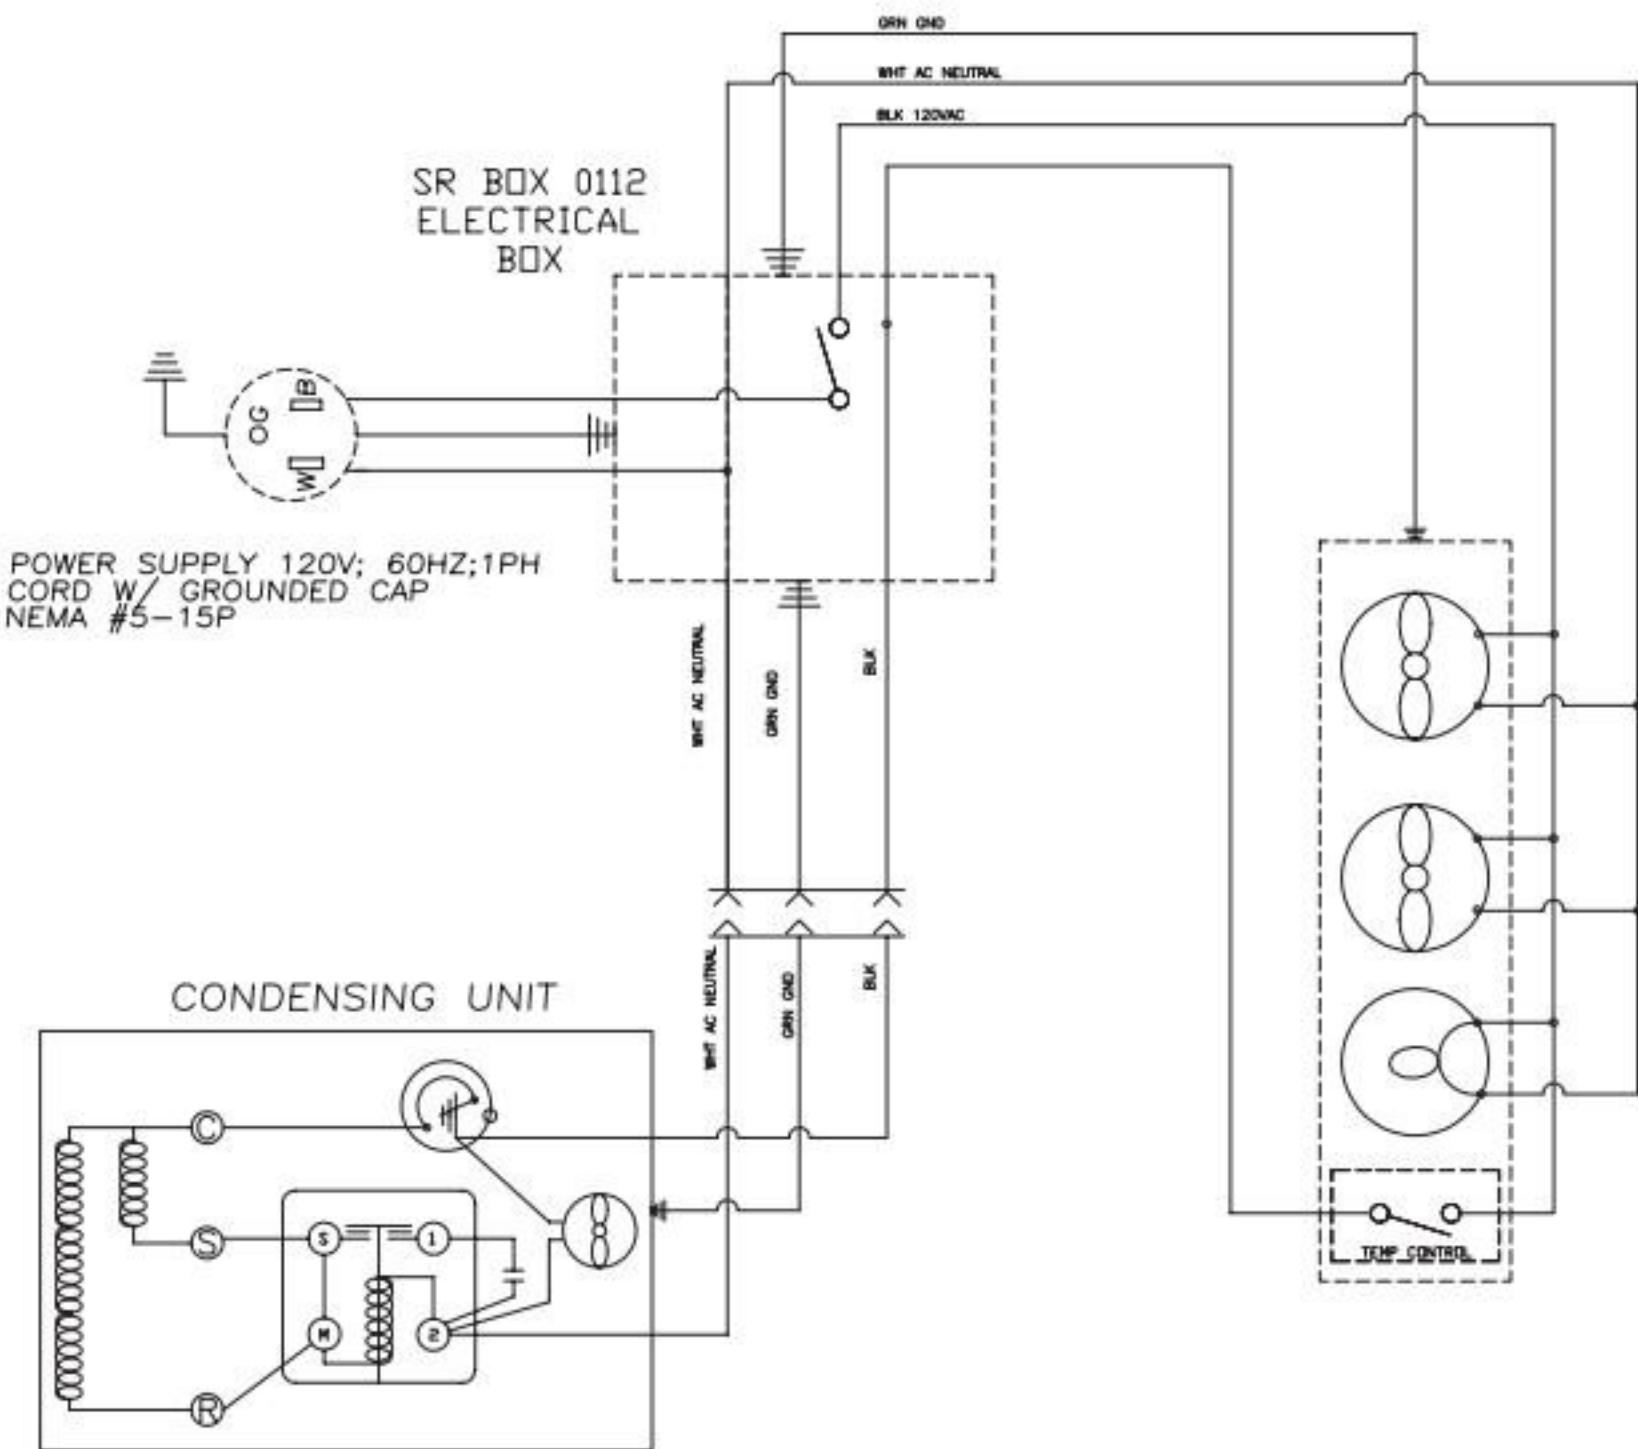 GRN GND
WHT AC NEUTRAL
BLK 120VAC
SR BOX 0112
ELECTRICAL
BOX
B
OG
W
POWER SUPPLY 120V; 60HZ;1PH
CORD W/ GROUNDED CAP
NEMA #5-15P
WHT AC NEUTRAL
GRN GND
BLK
WHT AC NEUTRAL
GRN GND
BLK
CONDENSING UNIT
C
S
S
1
M
2
R
TEMP CONTROL